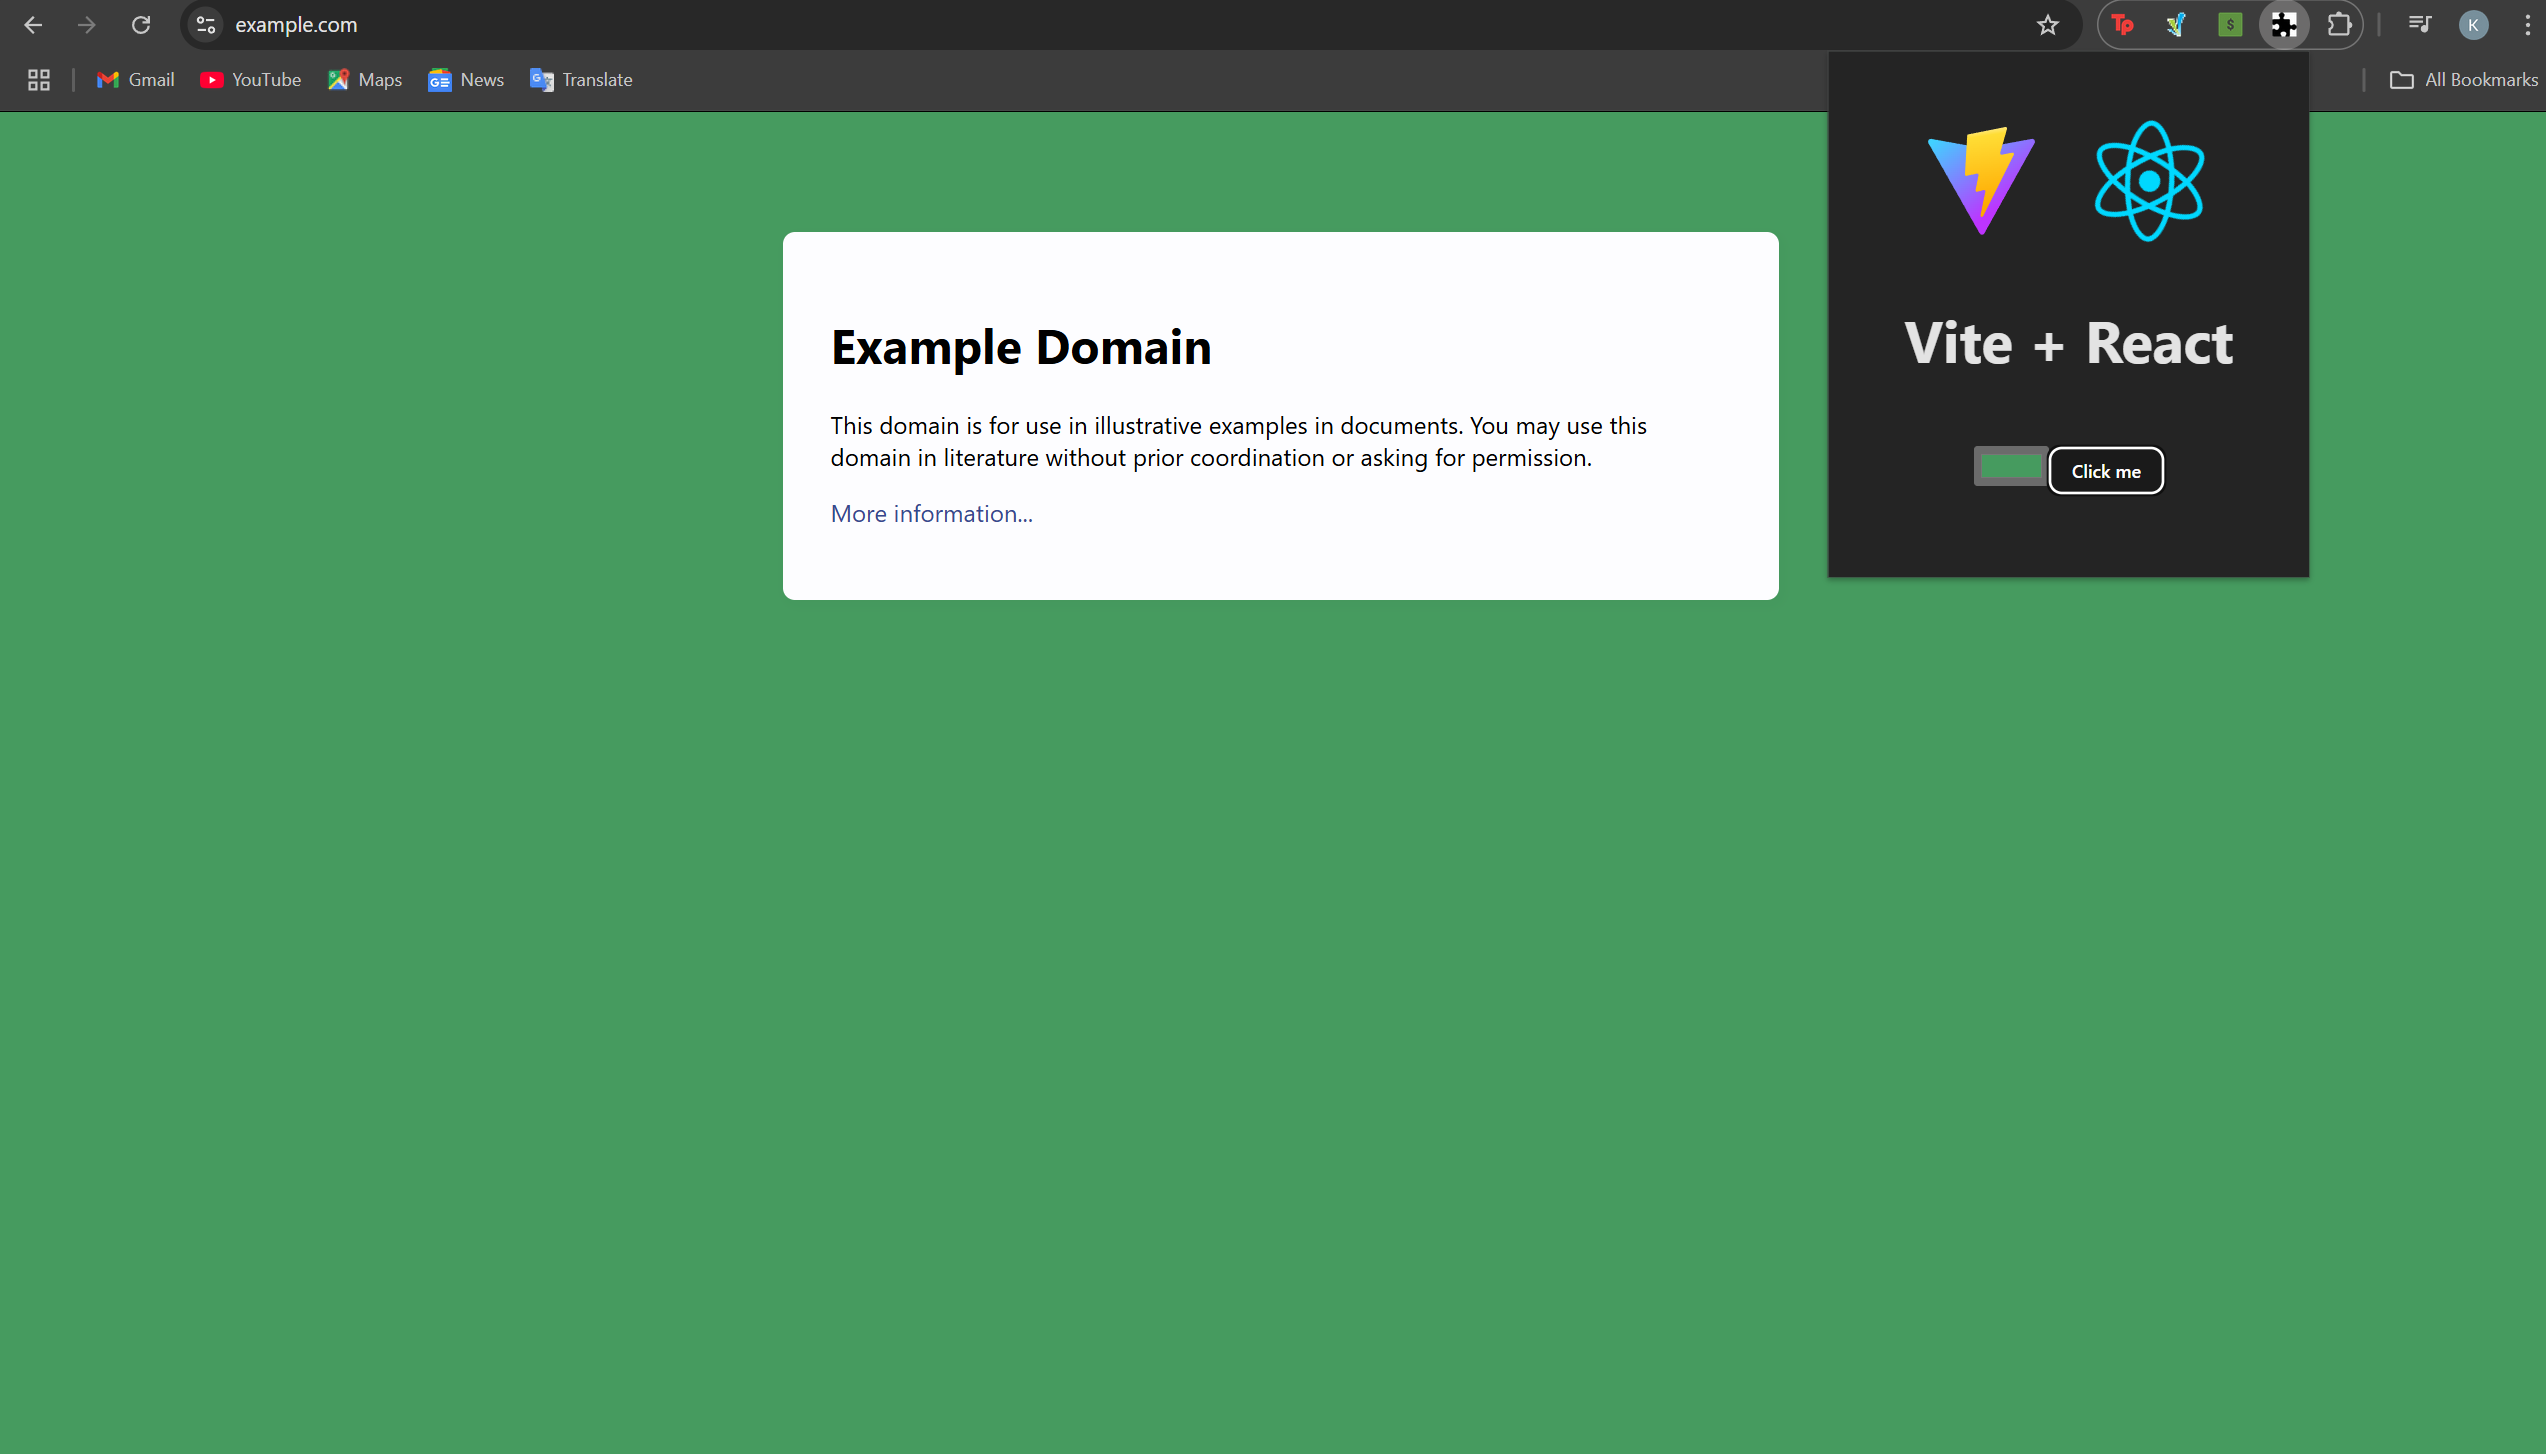 example.com
Tp
$
K
Gmail
YouTube
Maps
GE News
G Translate
All Bookmarks
Vite + React
Click me
Example Domain
This domain is for use in illustrative examples in documents. You may use this
domain in literature without prior coordination or asking for permission.
More information...